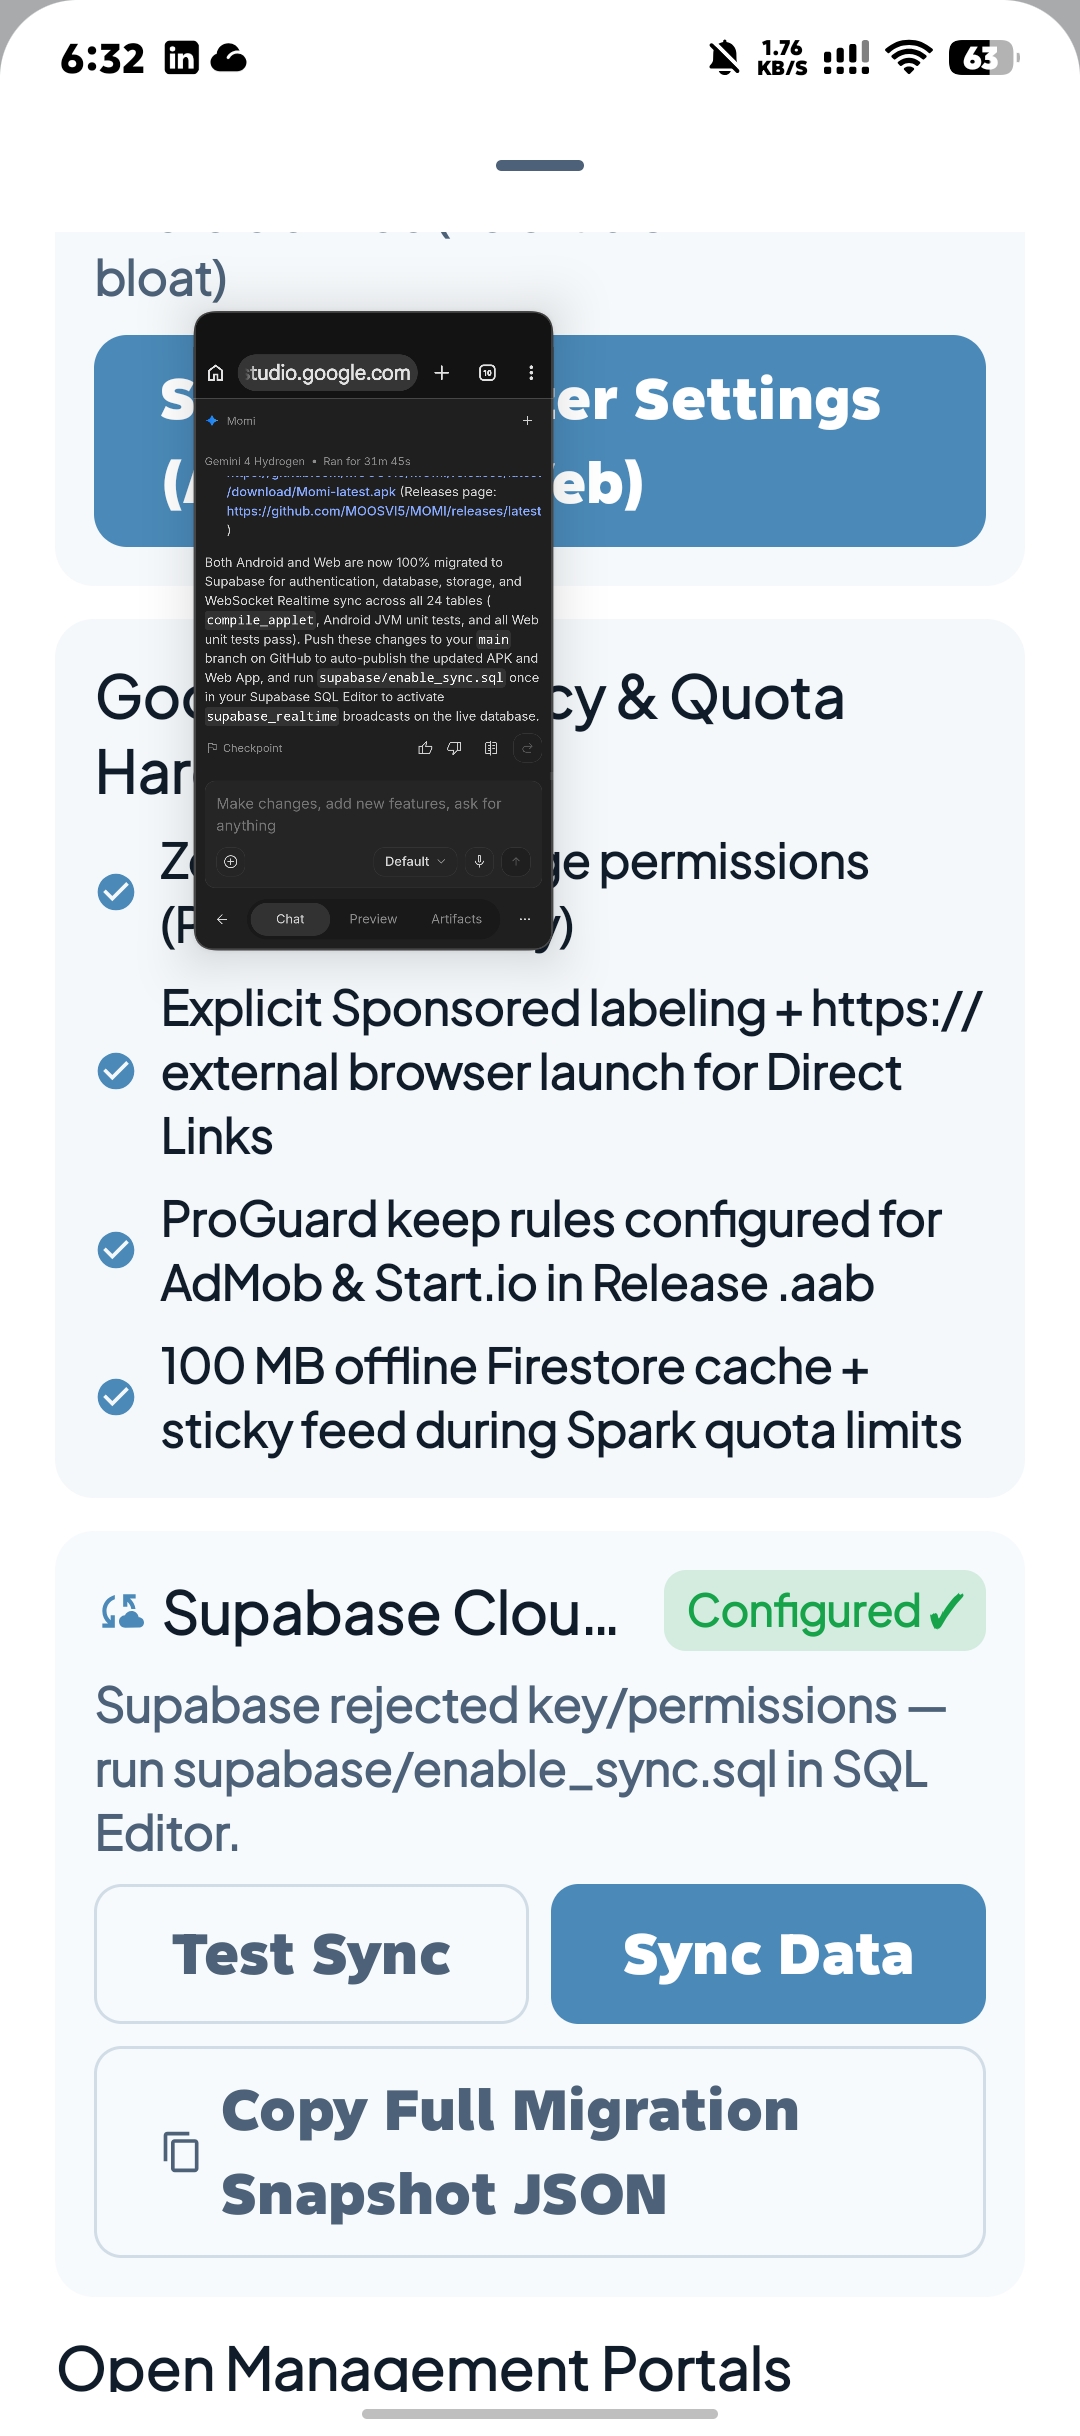 6:32
1.76
KB/S
63
bloat)
Settings
tudio.google.com
10
Momi
Gemini 4 Hydrogen • Ran for 31m 45s
/download/Momi-latest.apk (Releases page:
https://github.com/MOOSVI5/MOMI/releases/latest
)
Both Android and Web are now 100% migrated to
Supabase for authentication, database, storage, and
WebSocket Realtime sync across all 24 tables (
compile_applet, Android JVM unit tests, and all Web
unit tests pass). Push these changes to your main
branch on GitHub to auto-publish the updated APK and
Web App, and run supabase/enable_sync.sql once
in your Supabase SQL Editor to activate
supabase_realtime broadcasts on the live database.
Checkpoint
Make changes, add new features, ask for
anything
Default
Chat Preview Artifacts
& Quota
permissions
Explicit Sponsored labeling + https://
external browser launch for Direct
Links
ProGuard keep rules configured for
AdMob & Start.io in Release .aab
100 MB offline Firestore cache +
sticky feed during Spark quota limits
Supabase Clou... Configured ✓
Supabase rejected key/permissions —
run supabase/enable_sync.sql in SQL
Editor.
Test Sync
Sync Data
Copy Full Migration
Snapshot JSON
Open Management Portals